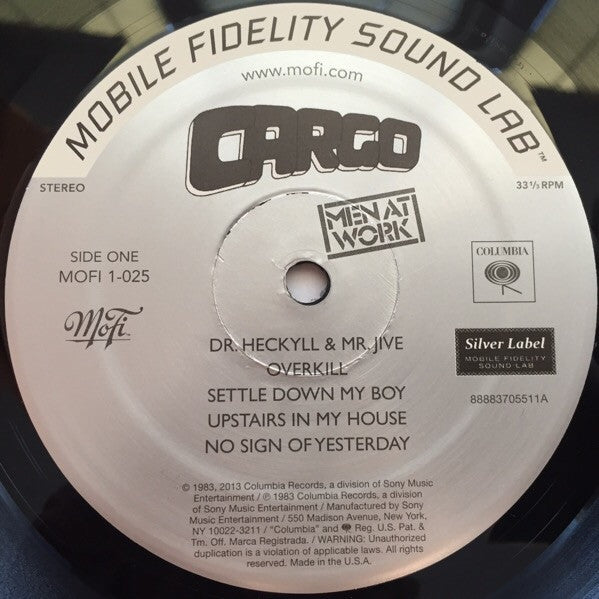 MOBILE FIDELITY SOUND LAB™
www.mofi.com
CARGO
STEREO
33 1/3 RPM
MEN AT
WORK
SIDE ONE
MOFI 1-025
COLUMBIA
MoFi
Silver Label
MOBILE FIDELITY
SOUND LAB
DR. HECKYLL & MR. JIVE
OVERKILL
SETTLE DOWN MY BOY
UPSTAIRS IN MY HOUSE
NO SIGN OF YESTERDAY
88883705511A
© 1983, 2013 Columbia Records, a division of Sony Music
Entertainment / ℗ 1983 Columbia Records, a division
of Sony Music Entertainment / Manufactured by Sony
Music Entertainment / 550 Madison Avenue, New York,
NY 10022-3211 / "Columbia" and Reg. U.S. Pat. &
Tm. Off. Marca Registrada. / WARNING: Unauthorized
duplication is a violation of applicable laws. All rights
reserved. Made in the U.S.A.